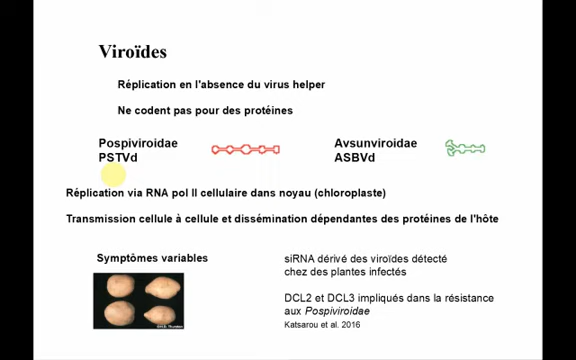 Viroïdes
Réplication en l'absence du virus helper
Ne codent pas pour des protéines
Pospiviroidae
PSTVd
Avsunviroidae
ASBVd
Réplication via RNA pol II cellulaire dans noyau (chloroplaste)
Transmission cellule à cellule et dissémination dépendantes des protéines de l'hôte
Symptômes variables
siRNA dérivé des viroïdes détecté
chez des plantes infectés
DCL2 et DCL3 impliqués dans la résistance
aux Pospiviroidae
Katsarou et al. 2016